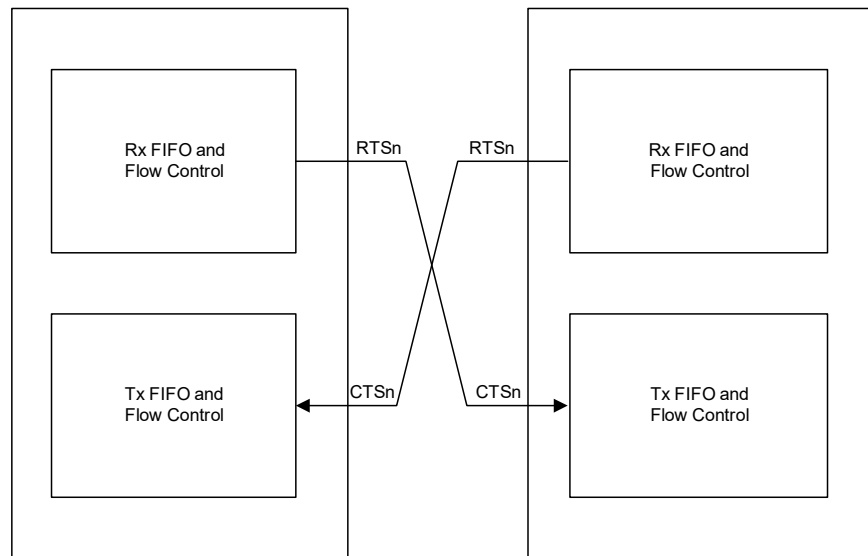 Rx FIFO and
Flow Control
RTSn
RTSn
Rx FIFO and
Flow Control
Tx FIFO and
Flow Control
CTSn
CTSn
Tx FIFO and
Flow Control